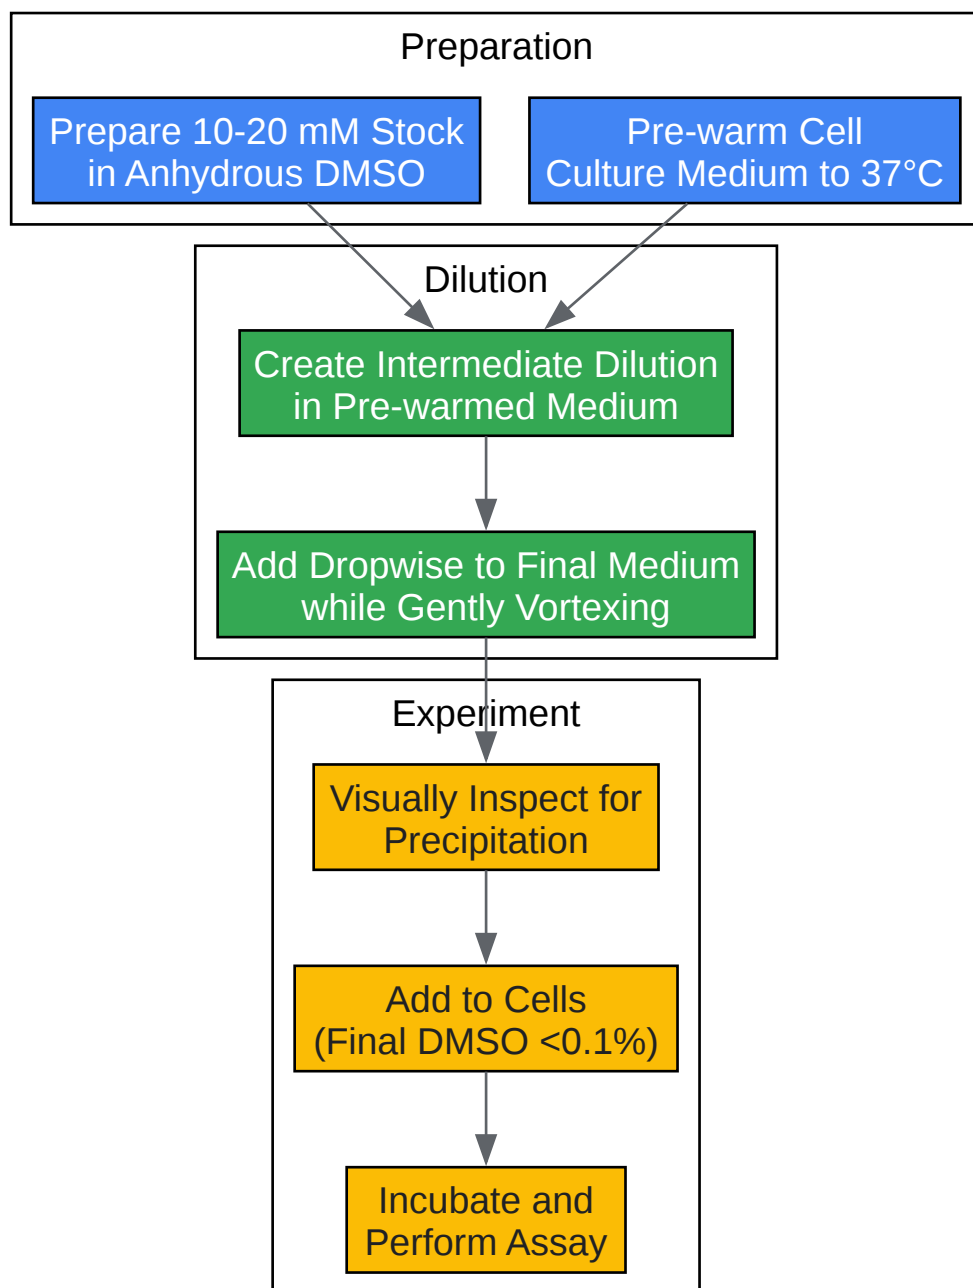 Preparation
Prepare 10-20 mM Stock
in Anhydrous DMSO
Pre-warm Cell
Culture Medium to 37°C
Dilution
Create Intermediate Dilution
in Pre-warmed Medium
Add Dropwise to Final Medium
while Gently Vortexing
Experiment
Visually Inspect for
Precipitation
Add to Cells
(Final DMSO <0.1%)
Incubate and
Perform Assay